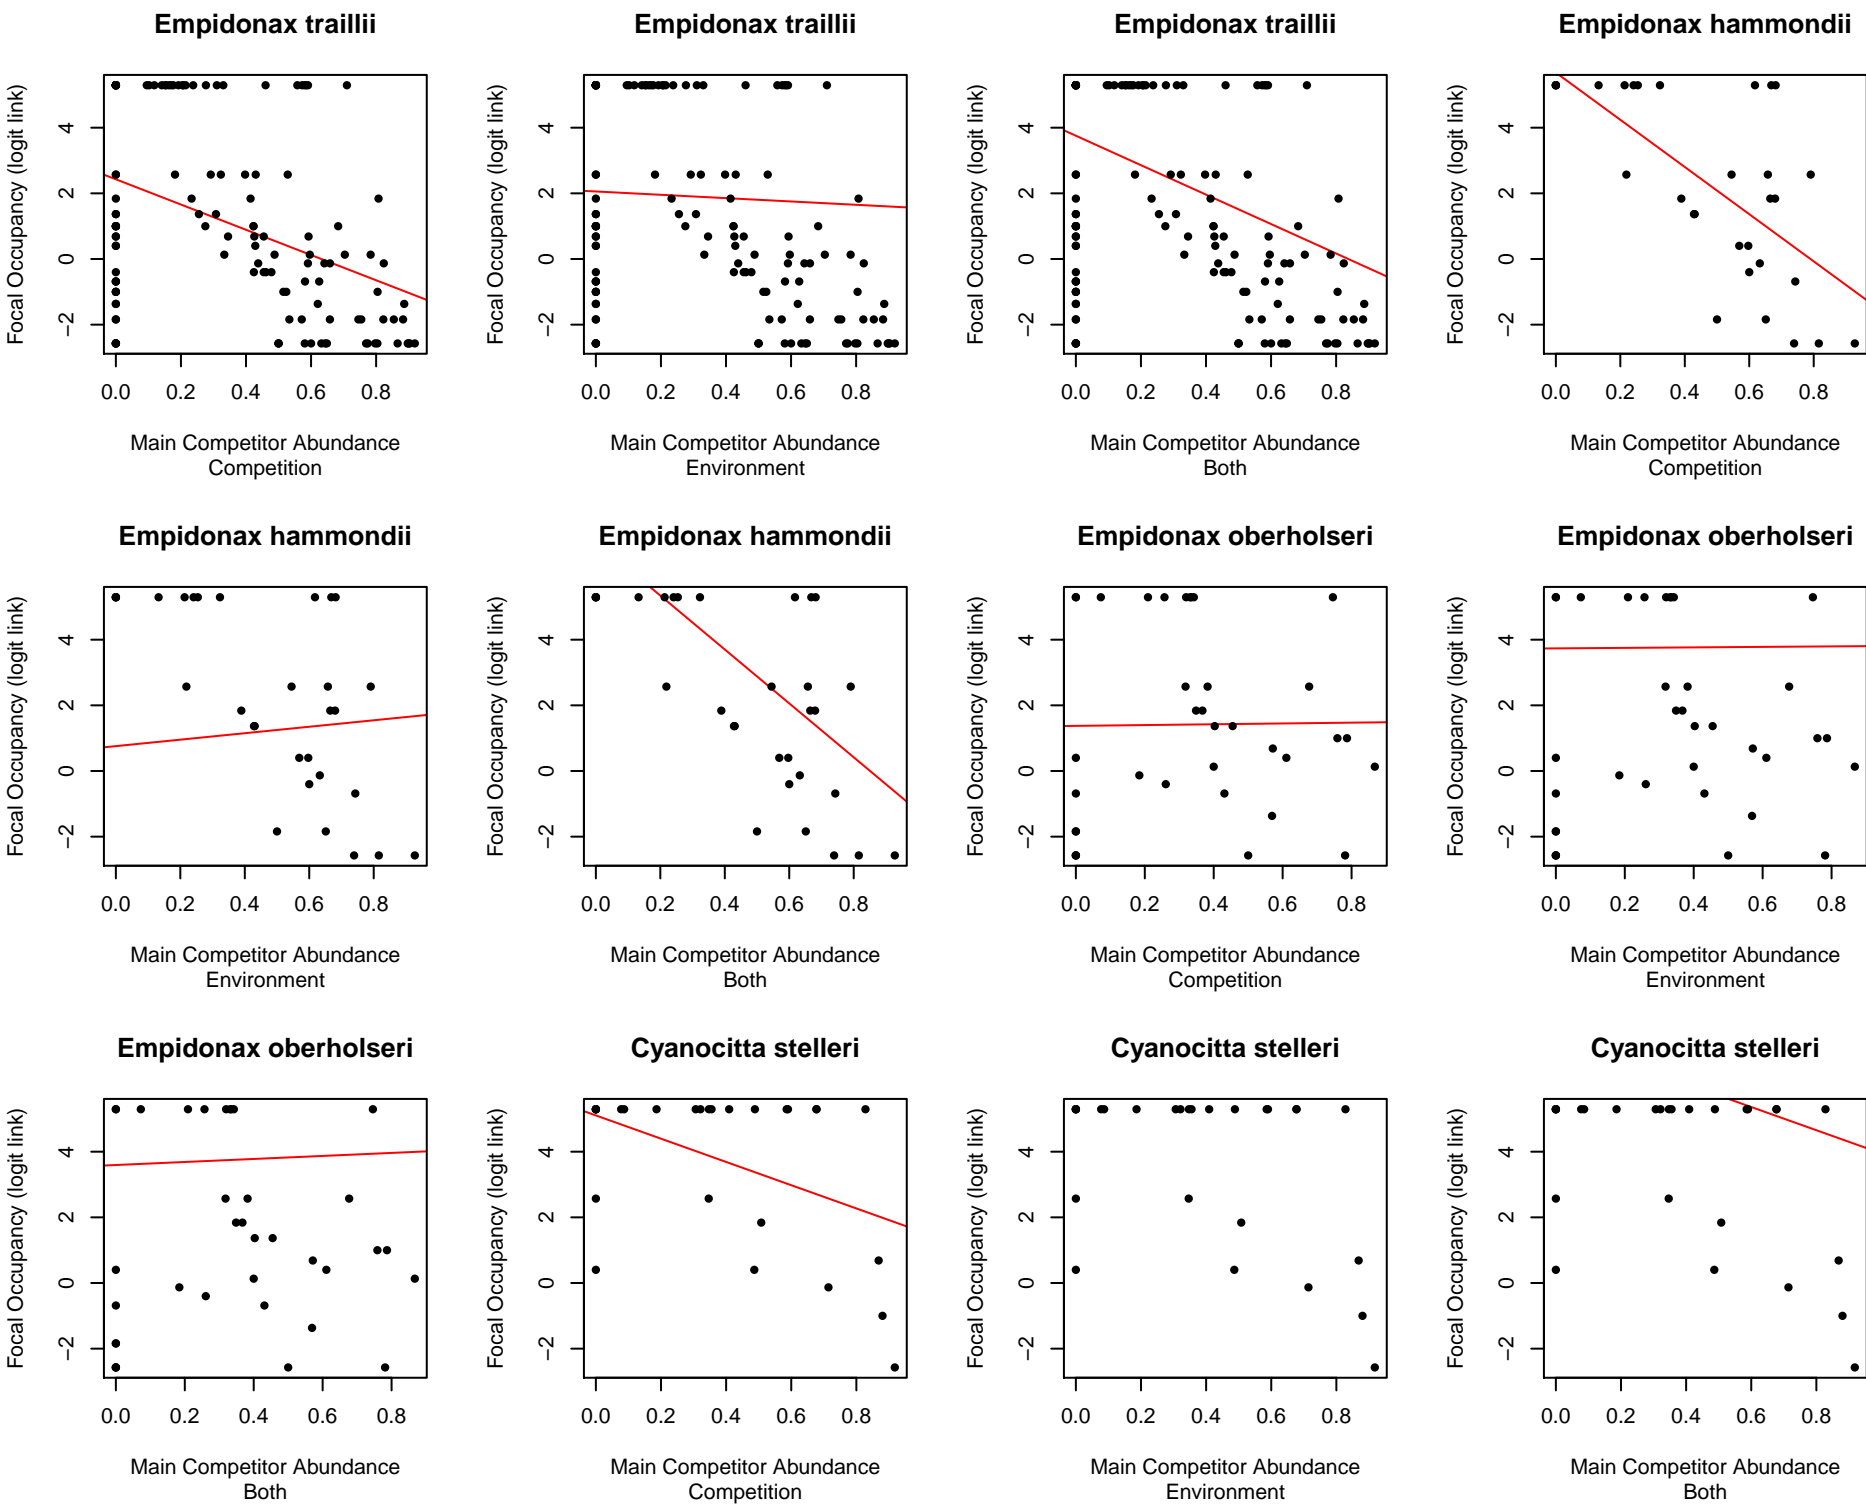 Empidonax traillii
Empidonax traillii
Empidonax traillii
Empidonax hammondii
Focal Occupancy (logit link)
4
2
0
−2
0.0 0.2 0.4 0.6 0.8
Main Competitor Abundance
Competition
Focal Occupancy (logit link)
4
2
0
−2
0.0 0.2 0.4 0.6 0.8
Main Competitor Abundance
Environment
Focal Occupancy (logit link)
4
2
0
−2
0.0 0.2 0.4 0.6 0.8
Main Competitor Abundance
Both
Focal Occupancy (logit link)
4
2
0
−2
0.0 0.2 0.4 0.6 0.8
Main Competitor Abundance
Competition
Empidonax hammondii
Empidonax hammondii
Empidonax oberholseri
Empidonax oberholseri
Focal Occupancy (logit link)
4
2
0
−2
0.0 0.2 0.4 0.6 0.8
Main Competitor Abundance
Environment
Focal Occupancy (logit link)
4
2
0
−2
0.0 0.2 0.4 0.6 0.8
Main Competitor Abundance
Both
Focal Occupancy (logit link)
4
2
0
−2
0.0 0.2 0.4 0.6 0.8
Main Competitor Abundance
Competition
Focal Occupancy (logit link)
4
2
0
−2
0.0 0.2 0.4 0.6 0.8
Main Competitor Abundance
Environment
Empidonax oberholseri
Cyanocitta stelleri
Cyanocitta stelleri
Cyanocitta stelleri
Focal Occupancy (logit link)
4
2
0
−2
0.0 0.2 0.4 0.6 0.8
Main Competitor Abundance
Both
Focal Occupancy (logit link)
4
2
0
−2
0.0 0.2 0.4 0.6 0.8
Main Competitor Abundance
Competition
Focal Occupancy (logit link)
4
2
0
−2
0.0 0.2 0.4 0.6 0.8
Main Competitor Abundance
Environment
Focal Occupancy (logit link)
4
2
0
−2
0.0 0.2 0.4 0.6 0.8
Main Competitor Abundance
Both